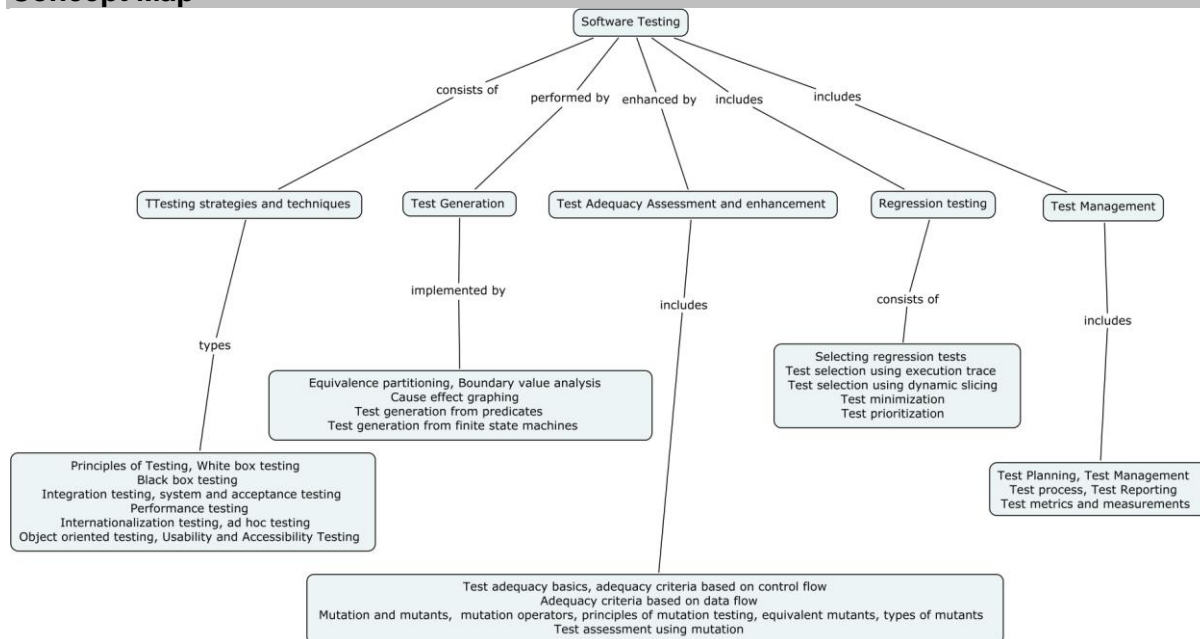 Concept Map
Software Testing
consists of
performed by
enhanced by
includes
includes
TTesting strategies and techniques
Test Generation
Test Adequacy Assessment and enhancement
Regression testing
Test Management
implemented by
includes
consists of
includes
types
Selecting regression tests
Test selection using execution trace
Test selection using dynamic slicing
Test minimization
Test prioritization
Equivalence partitioning, Boundary value analysis
Cause effect graphing
Test generation from predicates
Test generation from finite state machines
Principles of Testing, White box testing
Black box testing
Integration testing, system and acceptance testing
Performance testing
Internationalization testing, ad hoc testing
Object oriented testing, Usability and Accessibility Testing
Test Planning, Test Management
Test process, Test Reporting
Test metrics and measurements
Test adequacy basics, adequacy criteria based on control flow
Adequacy criteria based on data flow
Mutation and mutants, mutation operators, principles of mutation testing, equivalent mutants, types of mutants
Test assessment using mutation